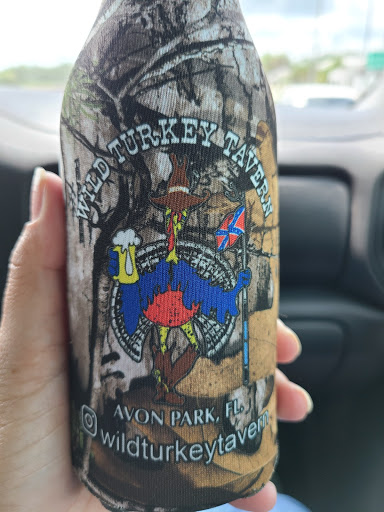 WILD TURKEY TAVERN
AVON PARK, FL.
wildturkeytavern